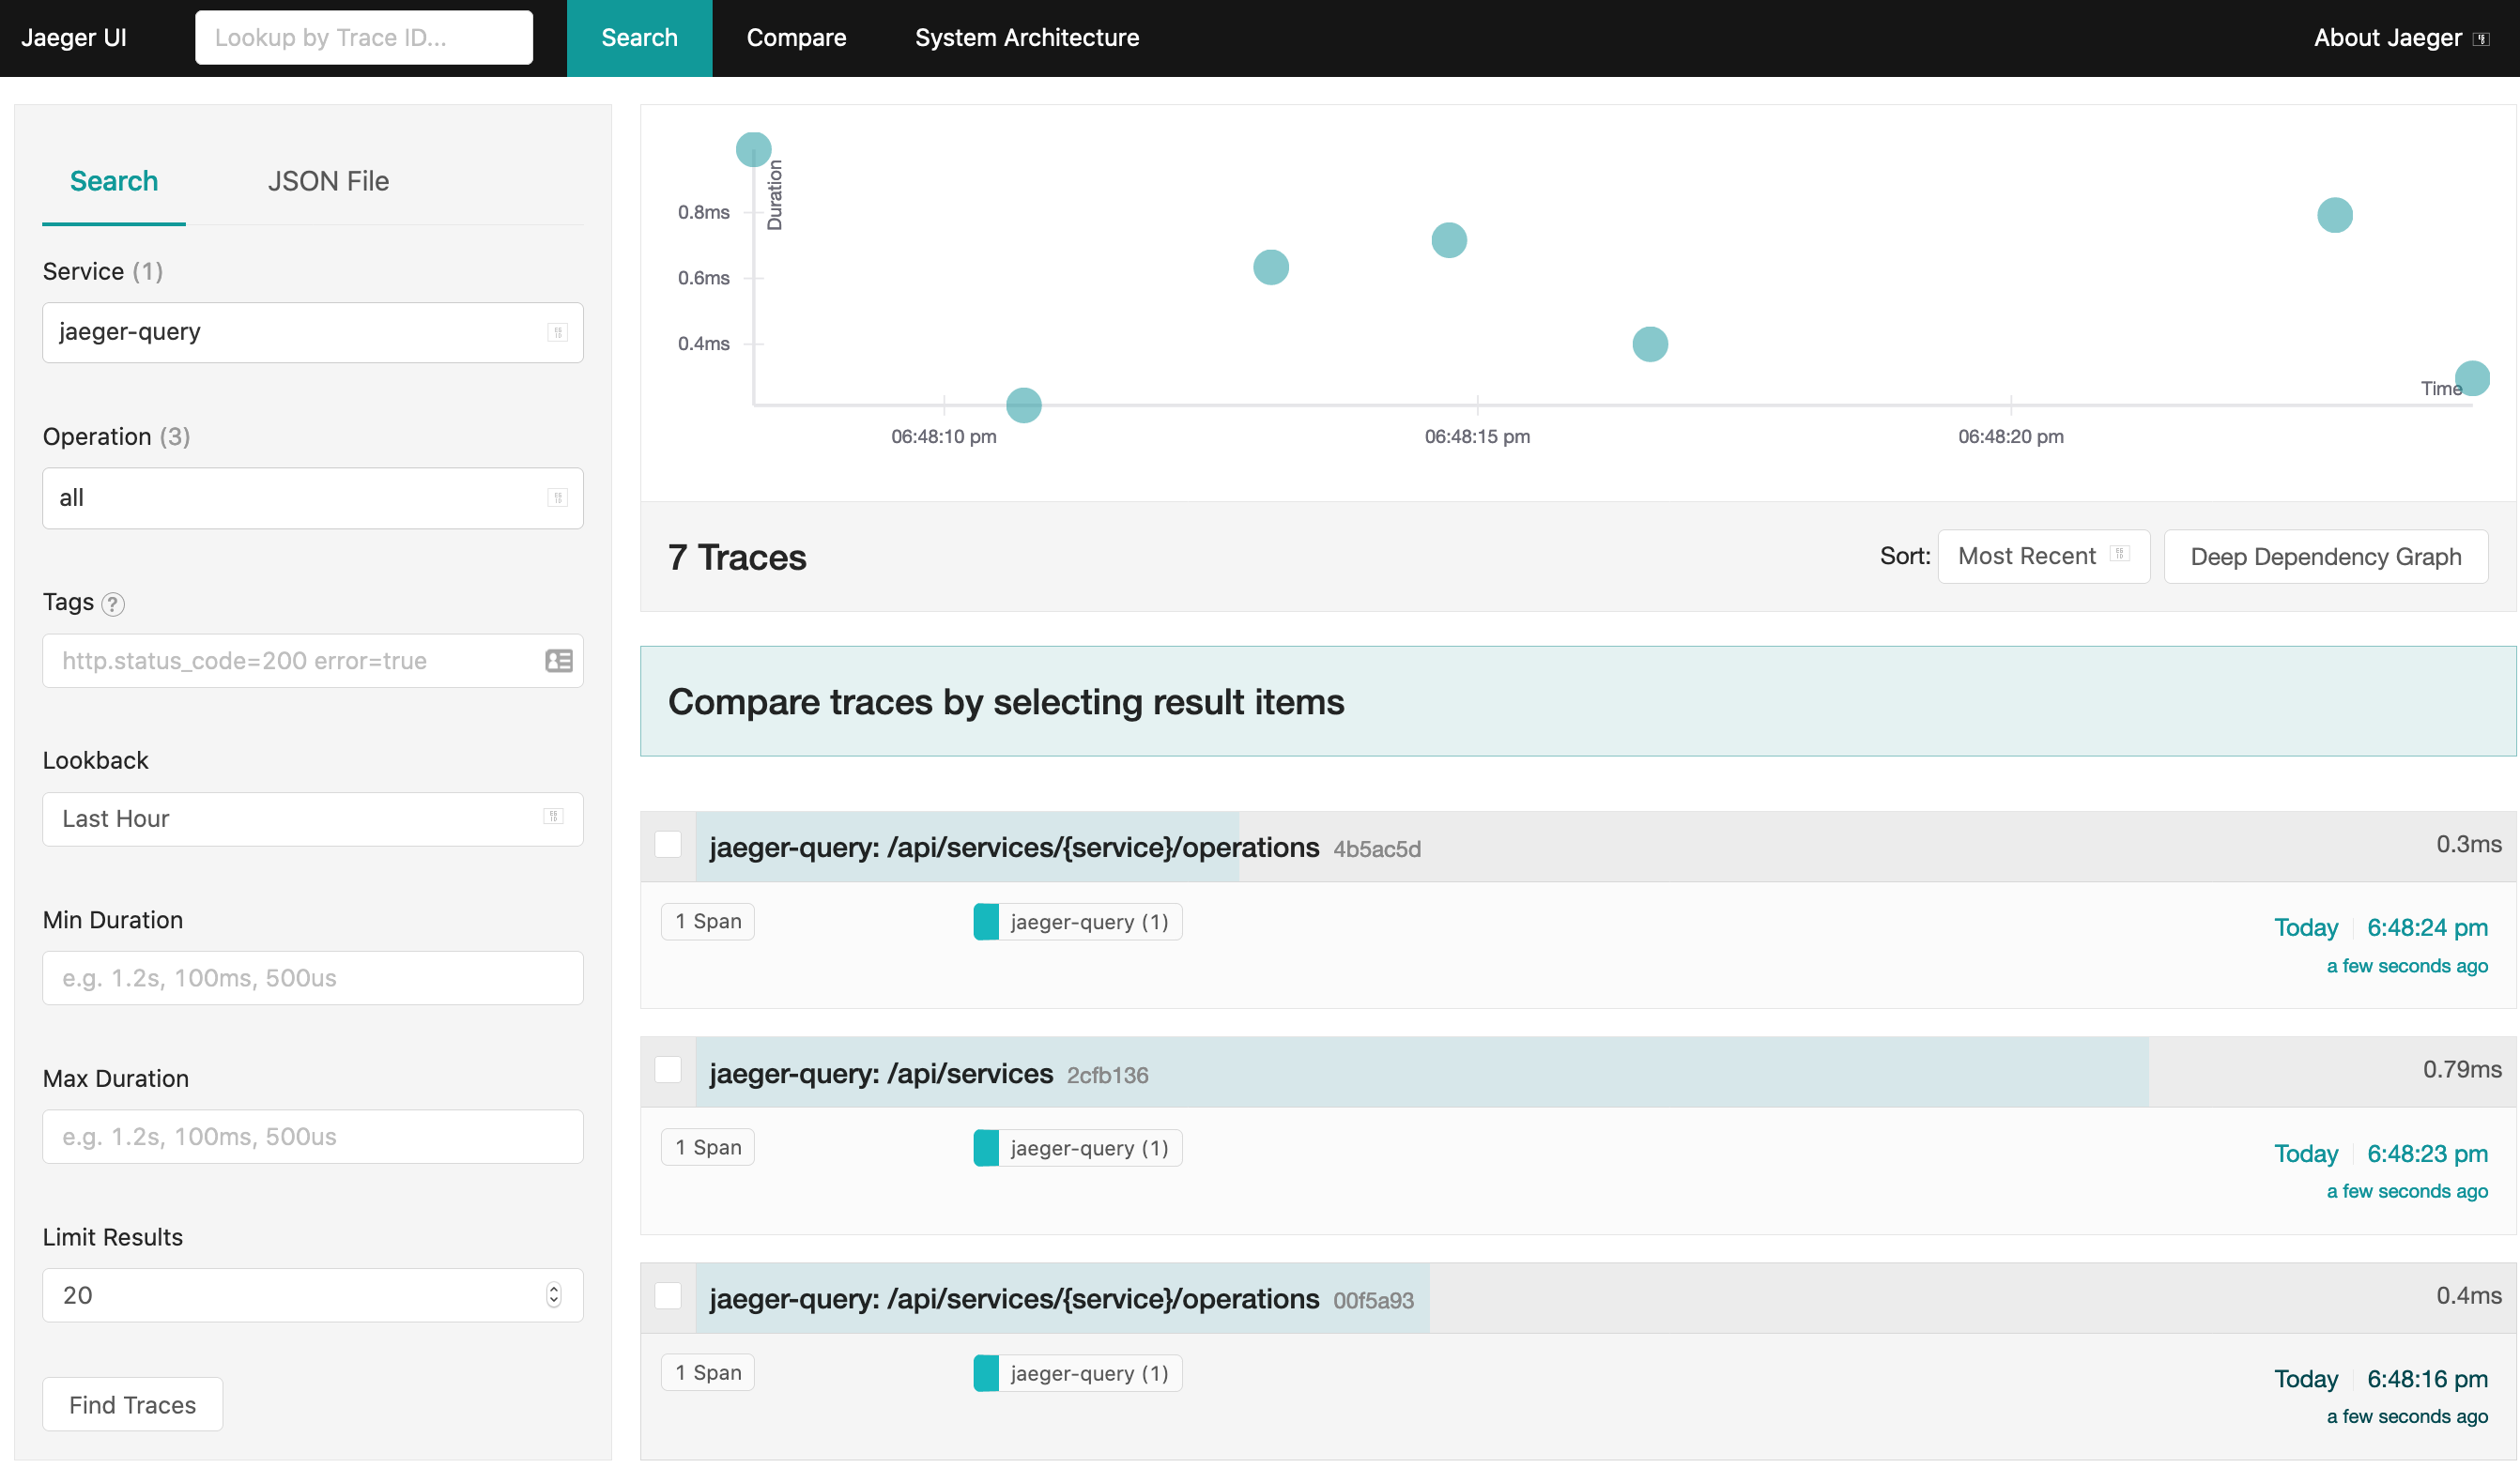 Jaeger UI
Lookup by Trace ID...
Search
Compare
System Architecture
About Jaeger
Search
JSON File
Service (1)
jaeger-query
Operation (3)
all
Tags ?
http.status_code=200 error=true
Lookback
Last Hour
Min Duration
e.g. 1.2s, 100ms, 500us
Max Duration
e.g. 1.2s, 100ms, 500us
Limit Results
20
Find Traces
Duration
0.8ms
0.6ms
0.4ms
Time
06:48:10 pm
06:48:15 pm
06:48:20 pm
7 Traces
Sort: Most Recent
Deep Dependency Graph
Compare traces by selecting result items
jaeger-query: /api/services/{service}/operations 4b5ac5d
0.3ms
1 Span
jaeger-query (1)
Today 6:48:24 pm
a few seconds ago
jaeger-query: /api/services 2cfb136
0.79ms
1 Span
jaeger-query (1)
Today 6:48:23 pm
a few seconds ago
jaeger-query: /api/services/{service}/operations 00f5a93
0.4ms
1 Span
jaeger-query (1)
Today 6:48:16 pm
a few seconds ago